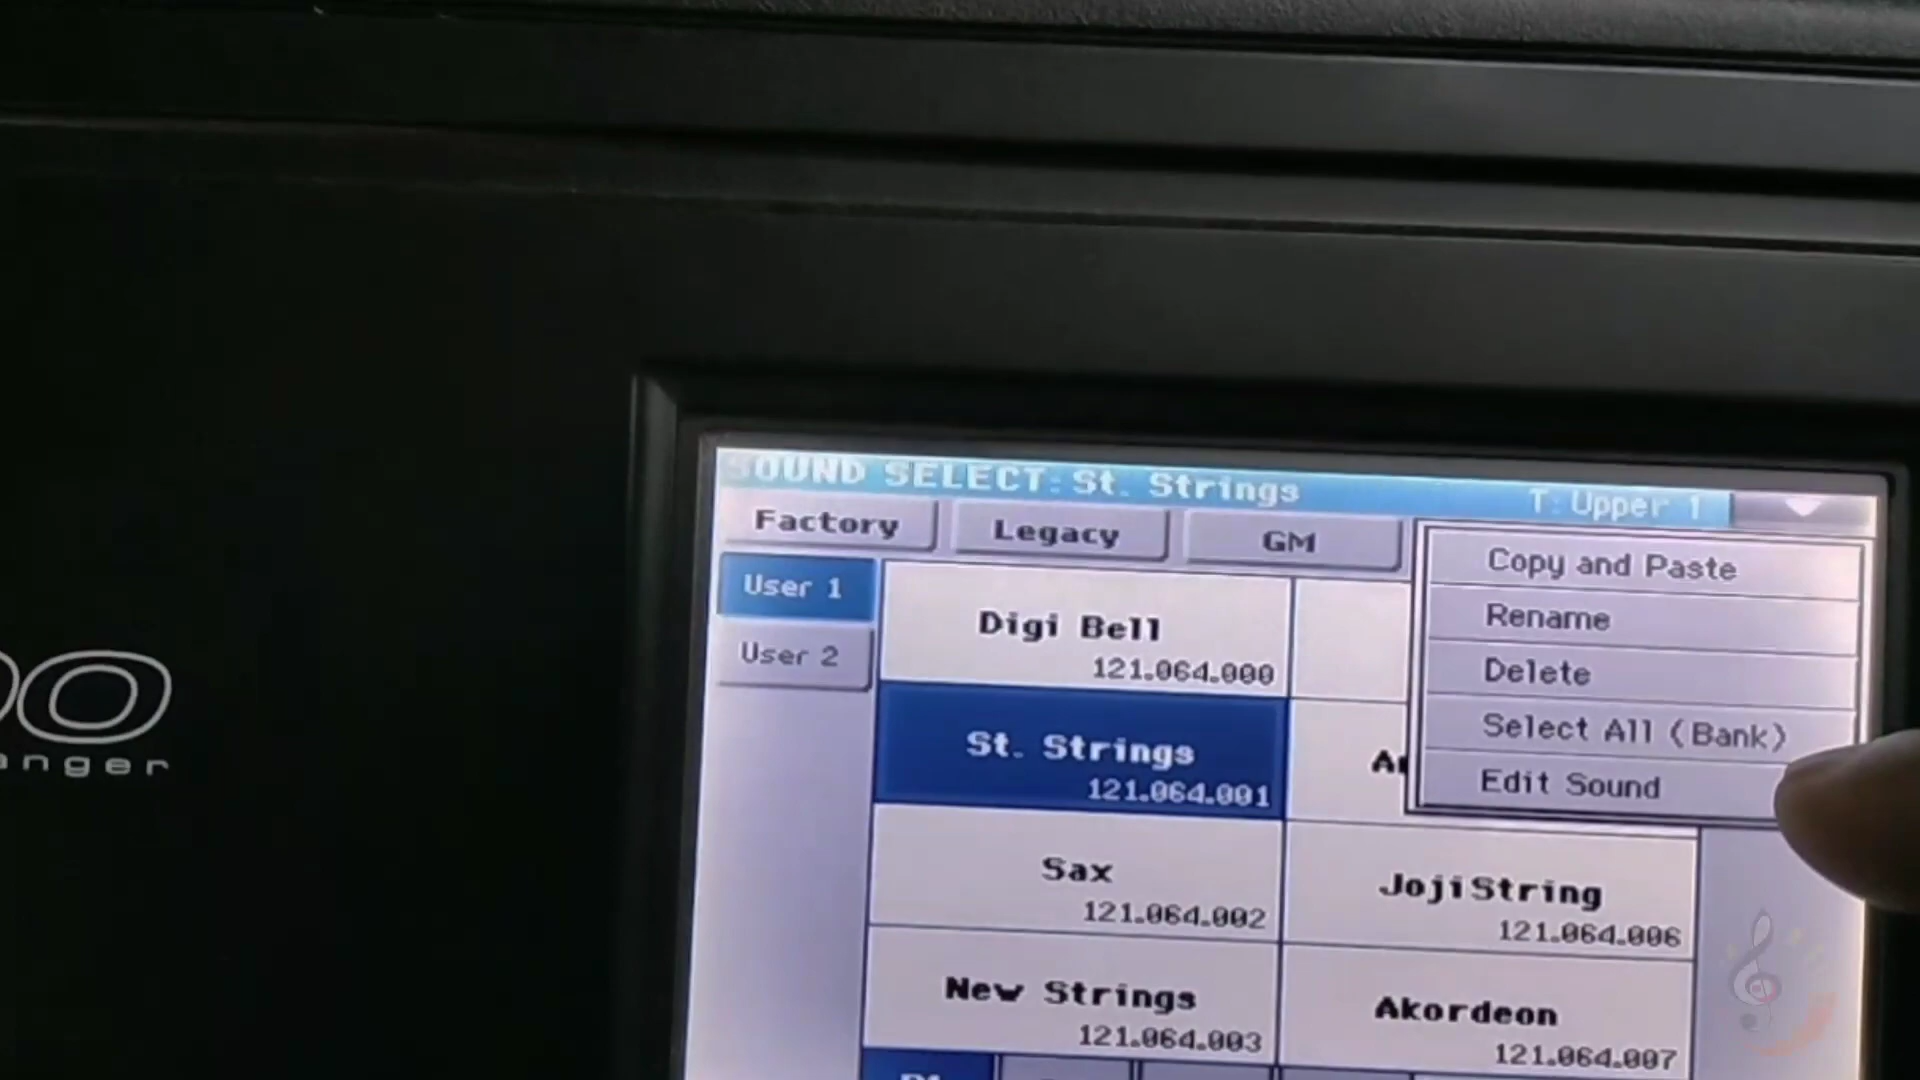 SOUND SELECT: St. Strings
T: Upper 1
Factory
Legacy
GM
User 1
User 2
Digi Bell
121.064.000
St. Strings
121.064.001
Sax
121.064.002
New Strings
121.064.003
JojiString
121.064.006
Akordeon
121.064.007
Copy and Paste
Rename
Delete
Select All (Bank)
Edit Sound